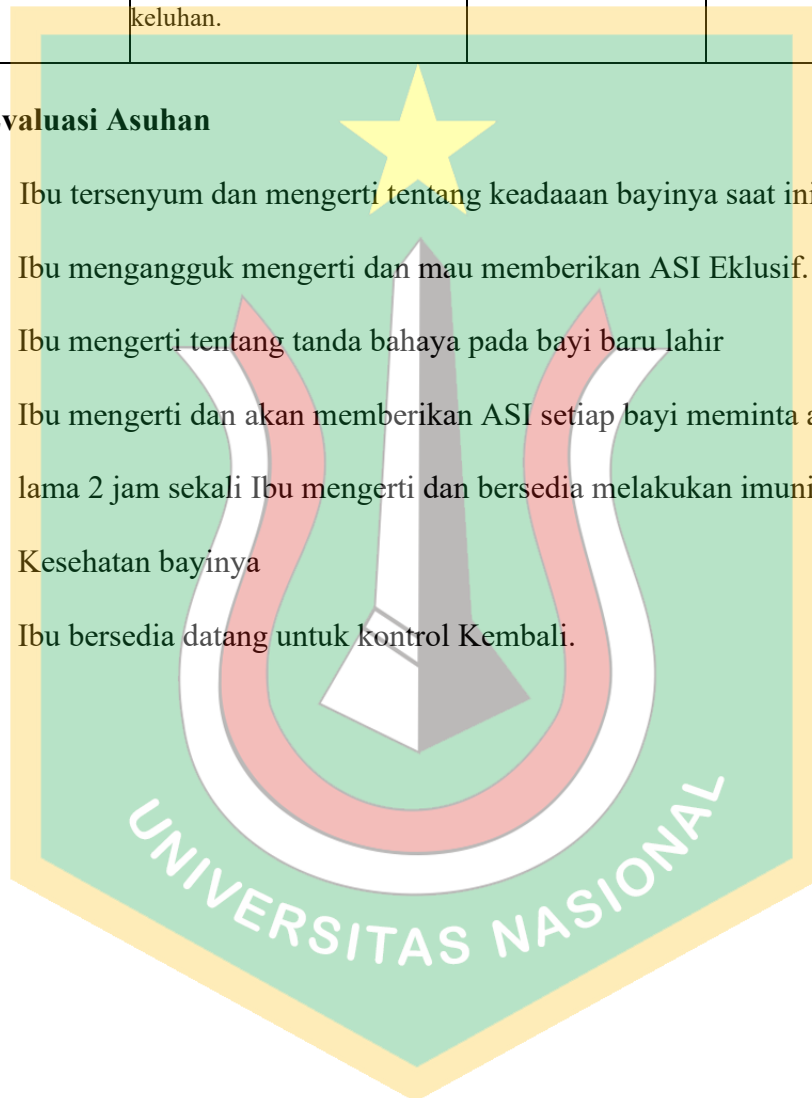 keluhan.
valuasi Asuhan
Ibu tersenyum dan mengerti tentang keadaaan bayinya saat ini
Ibu mengangguk mengerti dan mau memberikan ASI Eklusif.
Ibu mengerti tentang tanda bahaya pada bayi baru lahir
Ibu mengerti dan akan memberikan ASI setiap bayi meminta a
lama 2 jam sekali Ibu mengerti dan bersedia melakukan imuni
Kesehatan bayinya
Ibu bersedia datang untuk kontrol Kembali.
UNIVERSITAS NASIONAL